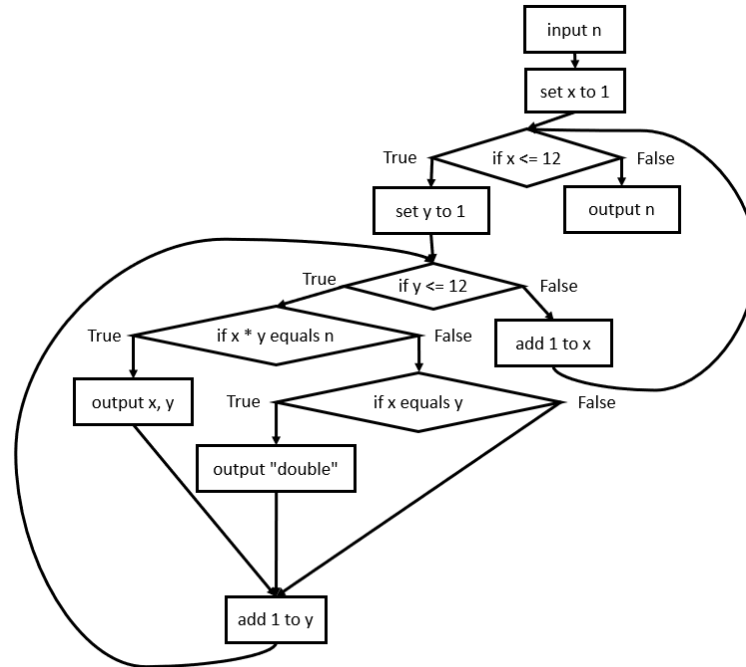 input n
set x to 1
if x <= 12
True
False
set y to 1
output n
if y <= 12
True
False
if x * y equals n
True
False
add 1 to x
output x, y
if x equals y
True
False
output "double"
add 1 to y